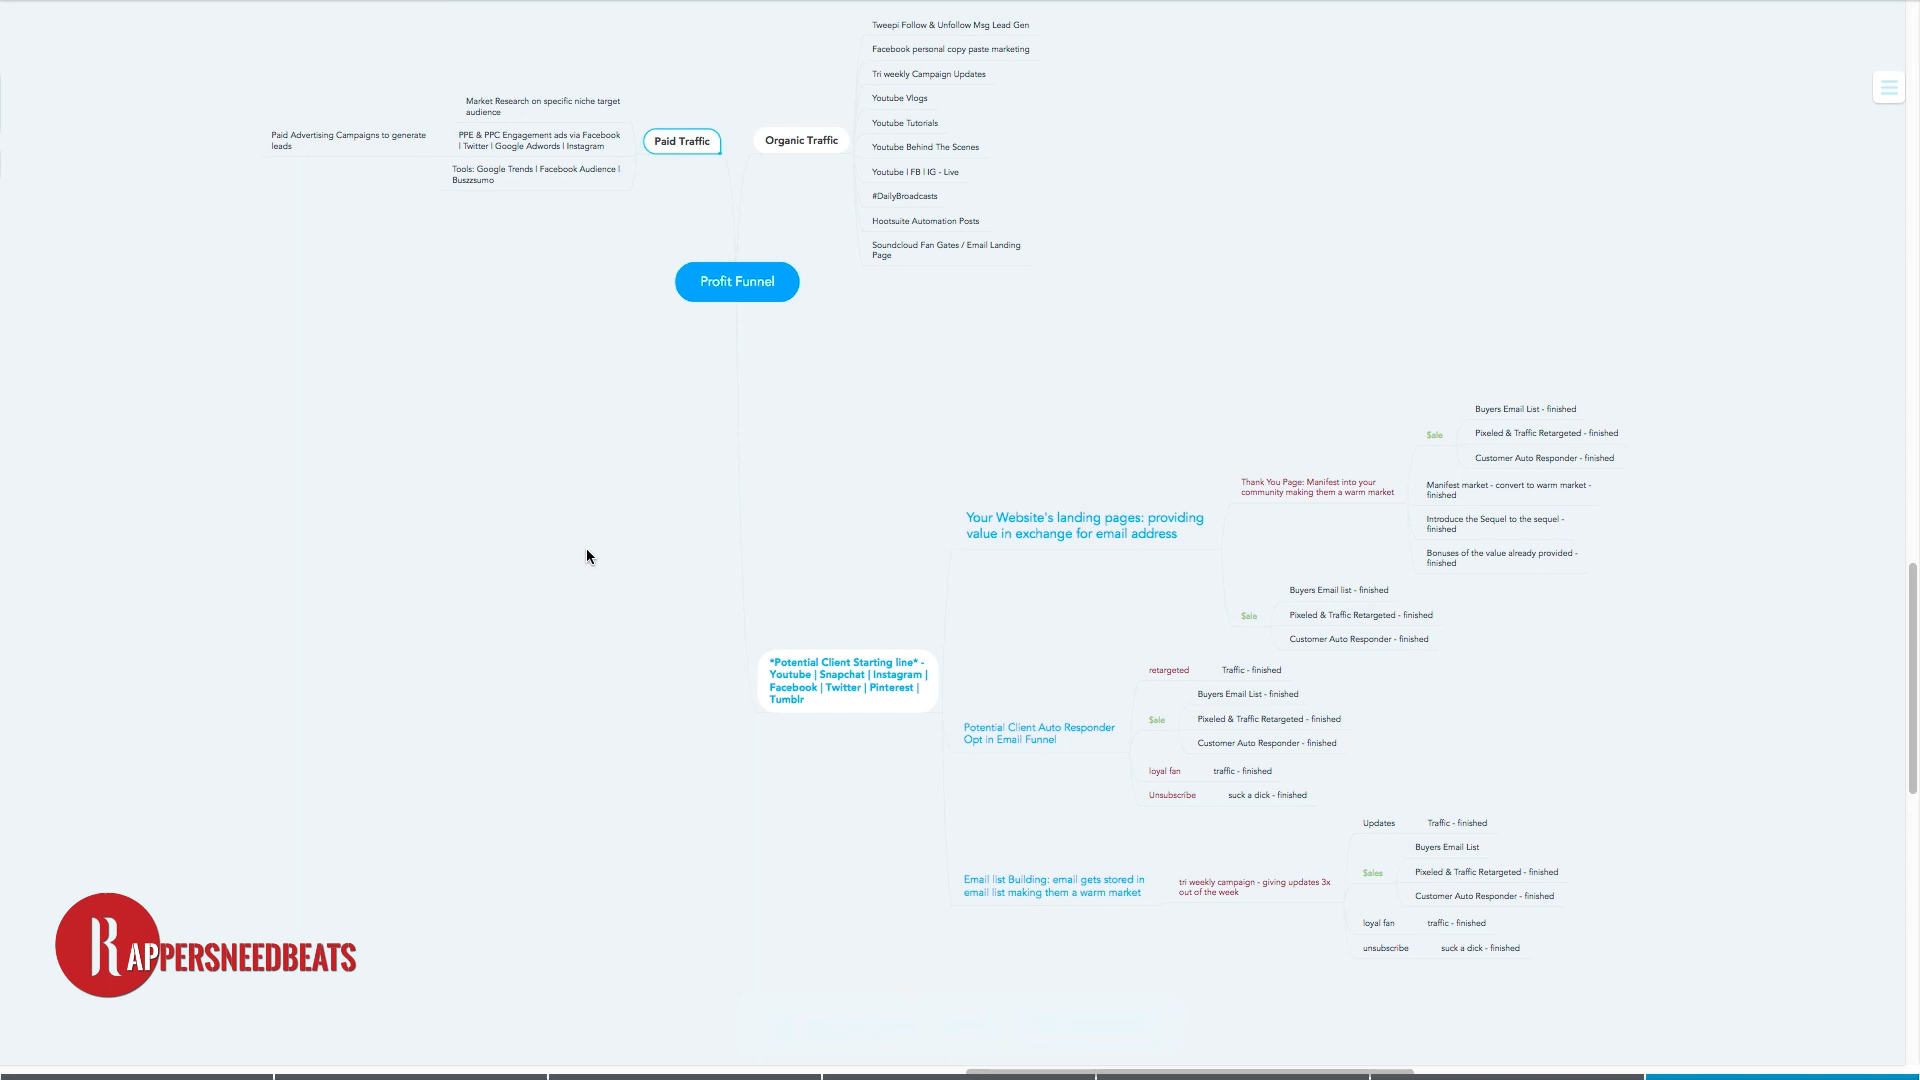 Tweepi Follow & Unfollow Msg Lead Gen
Facebook personal copy paste marketing
Tri weekly Campaign Updates
Youtube Vlogs
Youtube Tutorials
Youtube Behind The Scenes
Youtube | FB | IG - Live
#DailyBroadcasts
Hootsuite Automation Posts
Soundcloud Fan Gates / Email Landing
Page
Organic Traffic
Paid Traffic
Market Research on specific niche target
audience
PPE & PPC Engagement ads via Facebook
| Twitter | Google Adwords | Instagram
Tools: Google Trends | Facebook Audience |
Buszzsumo
Paid Advertising Campaigns to generate
leads
Profit Funnel
*Potential Client Starting line* -
Youtube | Snapchat | Instagram |
Facebook | Twitter | Pinterest |
Tumblr
Your Website's landing pages: providing
value in exchange for email address
Thank You Page: Manifest into your
community making them a warm market
$ale
Buyers Email List - finished
Pixeled & Traffic Retargeted - finished
Customer Auto Responder - finished
Manifest market - convert to warm market -
finished
Introduce the Sequel to the sequel -
finished
Bonuses of the value already provided -
finished
$ale
Buyers Email list - finished
Pixeled & Traffic Retargeted - finished
Customer Auto Responder - finished
Potential Client Auto Responder
Opt in Email Funnel
retargeted
Traffic - finished
$ale
Buyers Email List - finished
Pixeled & Traffic Retargeted - finished
Customer Auto Responder - finished
loyal fan
traffic - finished
Unsubscribe
suck a dick - finished
Email list Building: email gets stored in
email list making them a warm market
tri weekly campaign - giving updates 3x
out of the week
Updates
Traffic - finished
$ales
Buyers Email List
Pixeled & Traffic Retargeted - finished
Customer Auto Responder - finished
loyal fan
traffic - finished
unsubscribe
suck a dick - finished
RAPPERSNEEDBEATS